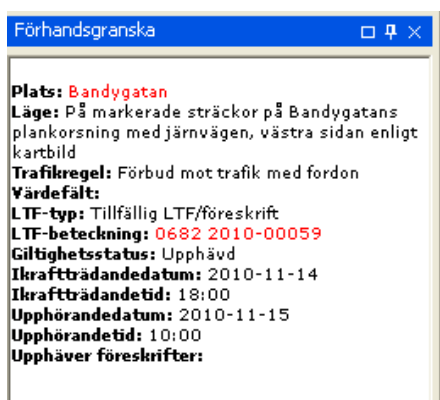 Förhandsgranska
Plats: Bandygatan
Läge: På markerade sträckor på Bandygatans
plankorsning med järnvägen, västra sidan enligt
kartbild
Trafikregel: Förbud mot trafik med fordon
Värdefält:
LTF-typ: Tillfällig LTF/föreskrift
LTF-beteckning: 0682 2010-00059
Giltighetsstatus: Upphävd
Ikraftträdandedatum: 2010-11-14
Ikraftträdandetid: 18:00
Upphörandedatum: 2010-11-15
Upphörandetid: 10:00
Upphäver föreskrifter: